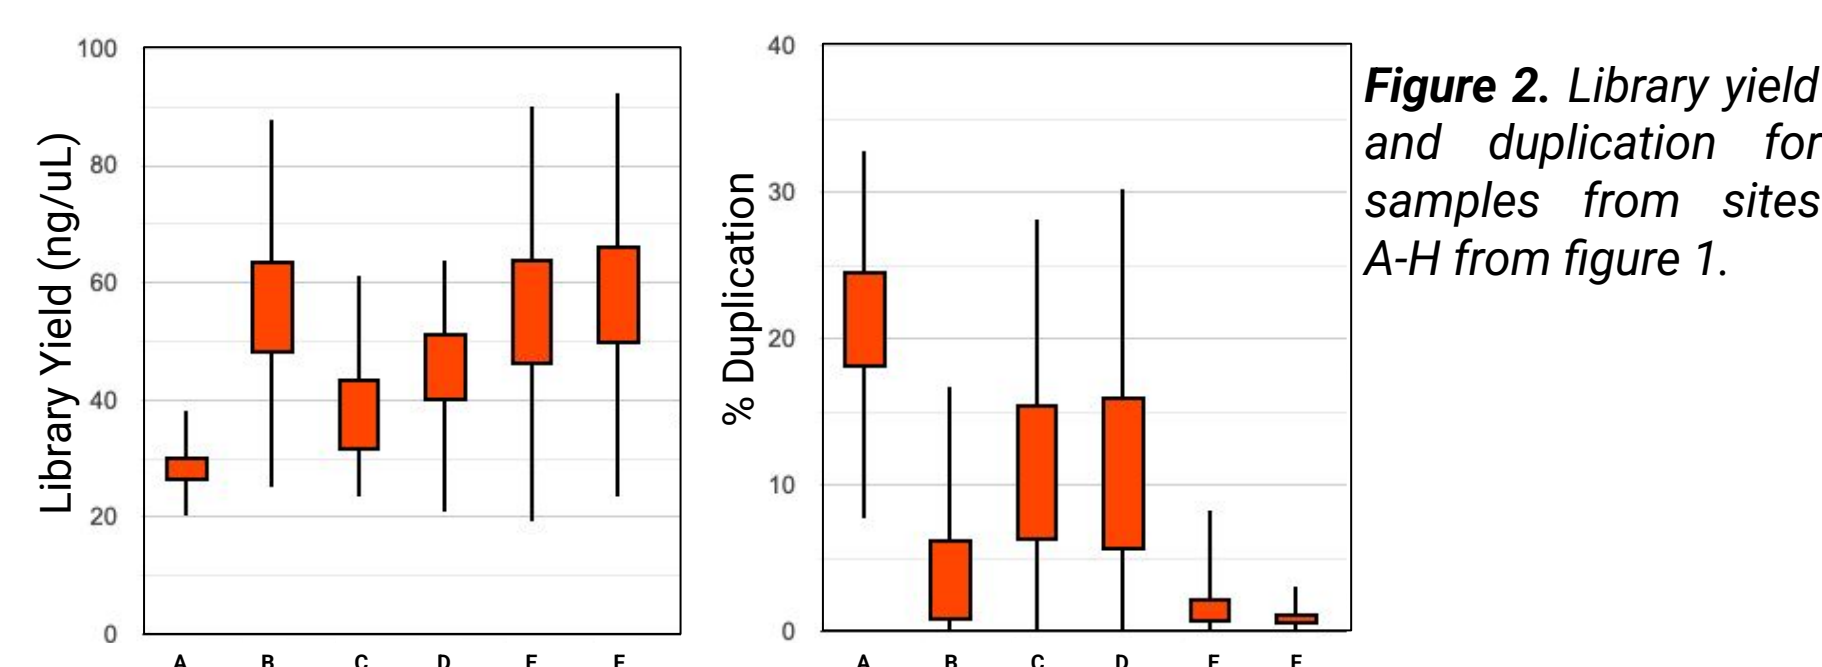 100
80
60
40
20
0
Library Yield (ng/uL)
A B C D E F
40
30
20
10
0
% Duplication
A B C D E F
Figure 2. Library yield
and duplication for
samples from sites
A-H from figure 1.